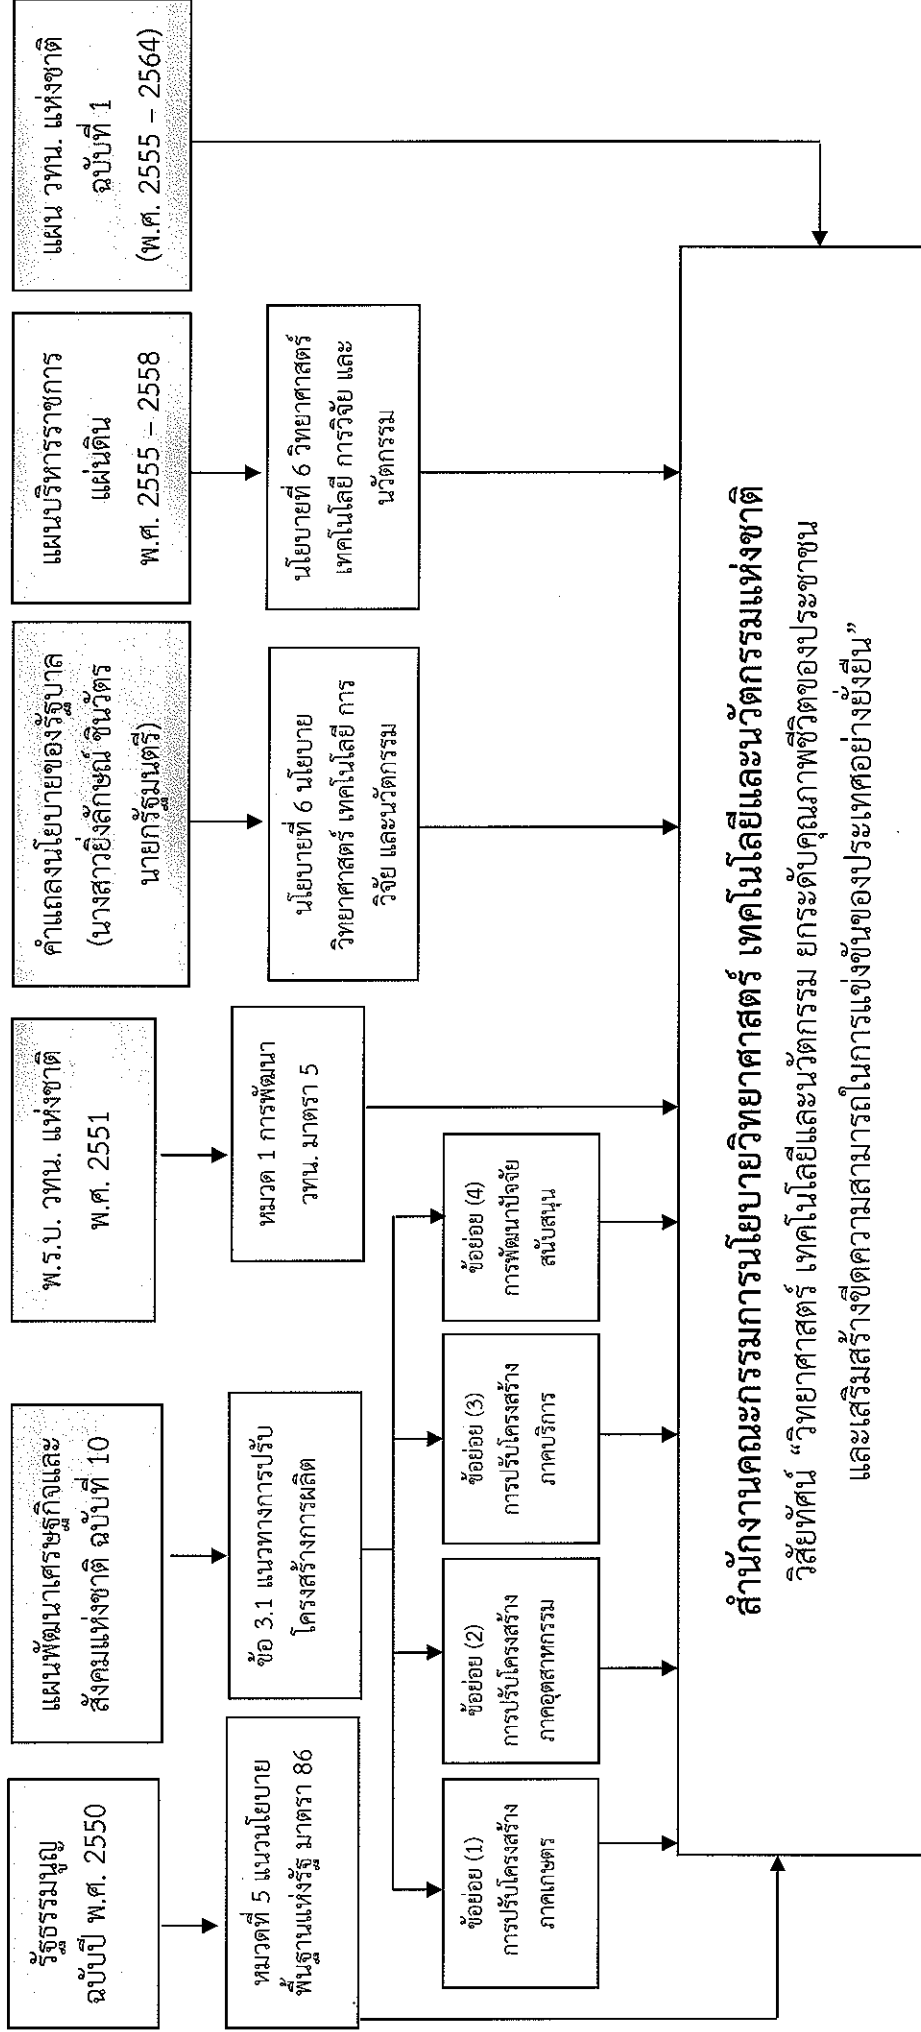 รัฐธรรมนูญ
ฉบับปี พ.ศ. 2550
แผนพัฒนาเศรษฐกิจและ
สังคมแห่งชาติ ฉบับที่ 10
พ.ร.บ. วทน. แห่งชาติ
พ.ศ. 2551
คำแถลงนโยบายของรัฐบาล
(นางสาวยิ่งลักษณ์ ชินวัตร
นายกรัฐมนตรี)
แผนบริหารราชการ
แผ่นดิน
พ.ศ. 2555 – 2558
แผน วทน. แห่งชาติ
ฉบับที่ 1
(พ.ศ. 2555 – 2564)
หมวดที่ 5 แนวนโยบาย
พื้นฐานแห่งรัฐ มาตรา 86
ข้อ 3.1 แนวทางการปรับ
โครงสร้างการผลิต
หมวด 1 การพัฒนา
วทน. มาตรา 5
นโยบายที่ 6 นโยบาย
วิทยาศาสตร์ เทคโนโลยี การ
วิจัย และนวัตกรรม
นโยบายที่ 6 วิทยาศาสตร์
เทคโนโลยี การวิจัย และ
นวัตกรรม
ข้อย่อย (1)
การปรับโครงสร้าง
ภาคเกษตร
ข้อย่อย (2)
การปรับโครงสร้าง
ภาคอุตสาหกรรม
ข้อย่อย (3)
การปรับโครงสร้าง
ภาคบริการ
ข้อย่อย (4)
การพัฒนาปัจจัย
สนับสนุน
สำนักงานคณะกรรมการนโยบายวิทยาศาสตร์ เทคโนโลยีและนวัตกรรมแห่งชาติ
วิสัยทัศน์ “วิทยาศาสตร์ เทคโนโลยีและนวัตกรรม ยกระดับคุณภาพชีวิตของประชาชน
และเสริมสร้างขีดความสามารถในการแข่งขันของประเทศอย่างยั่งยืน”